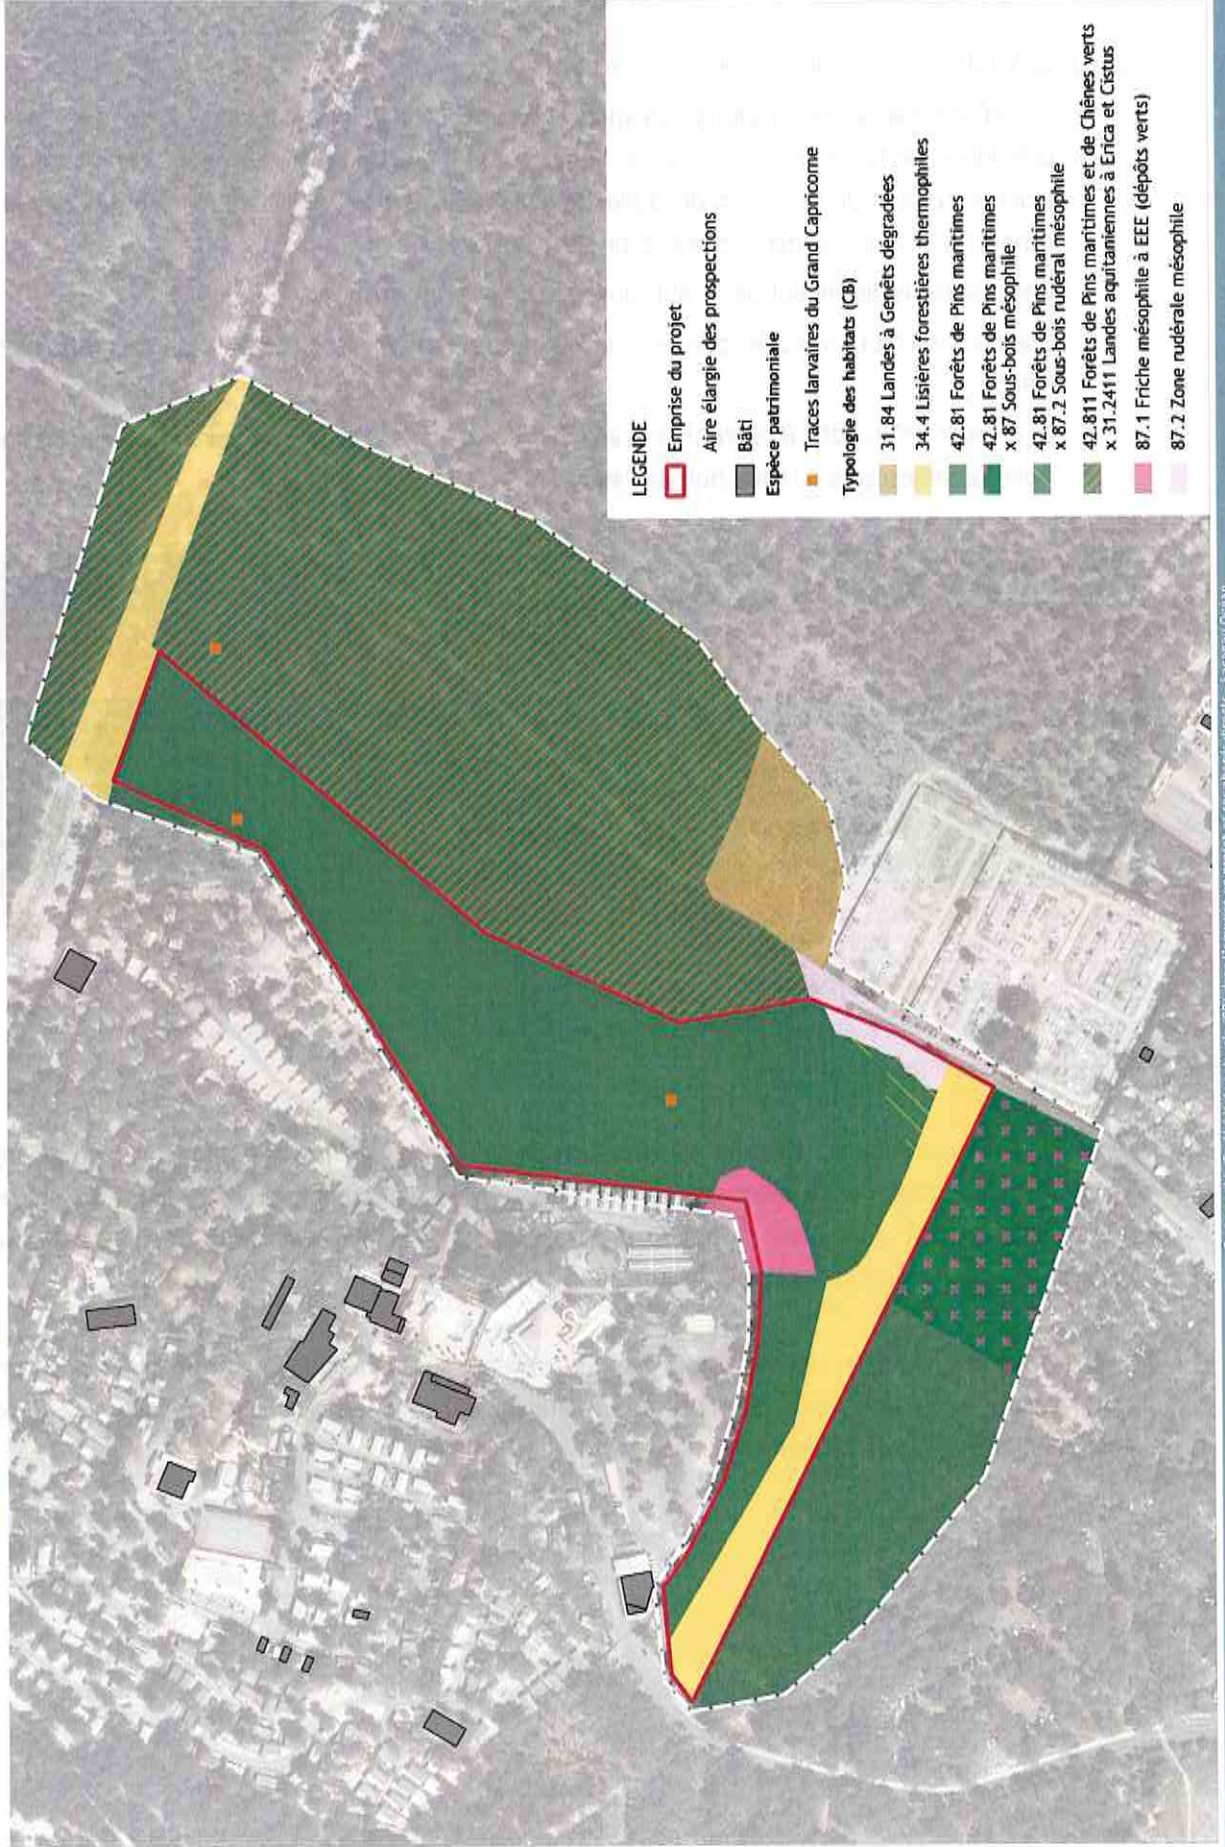 LEGENDE
Emprise du projet
Aire élargie des prospections
Bâti
Espèce patrimoniale
Traces larvaires du Grand Capricorne
Typologie des habitats (CB)
31.84 Landes à Genêts dégradées
34.4 Lisières forestières thermophiles
42.81 Forêts de Pins maritimes
42.81 Forêts de Pins maritimes
x 87 Sous-bois mésophile
42.81 Forêts de Pins maritimes
x 87.2 Sous-bois rudéral mésophile
42.811 Forêts de Pins maritimes et de Chênes verts
x 31.2411 Landes aquitaniennes à Erica et Cistus
87.1 Friche mésophile à EEE (dépôts verts)
87.2 Zone rudérale mésophile